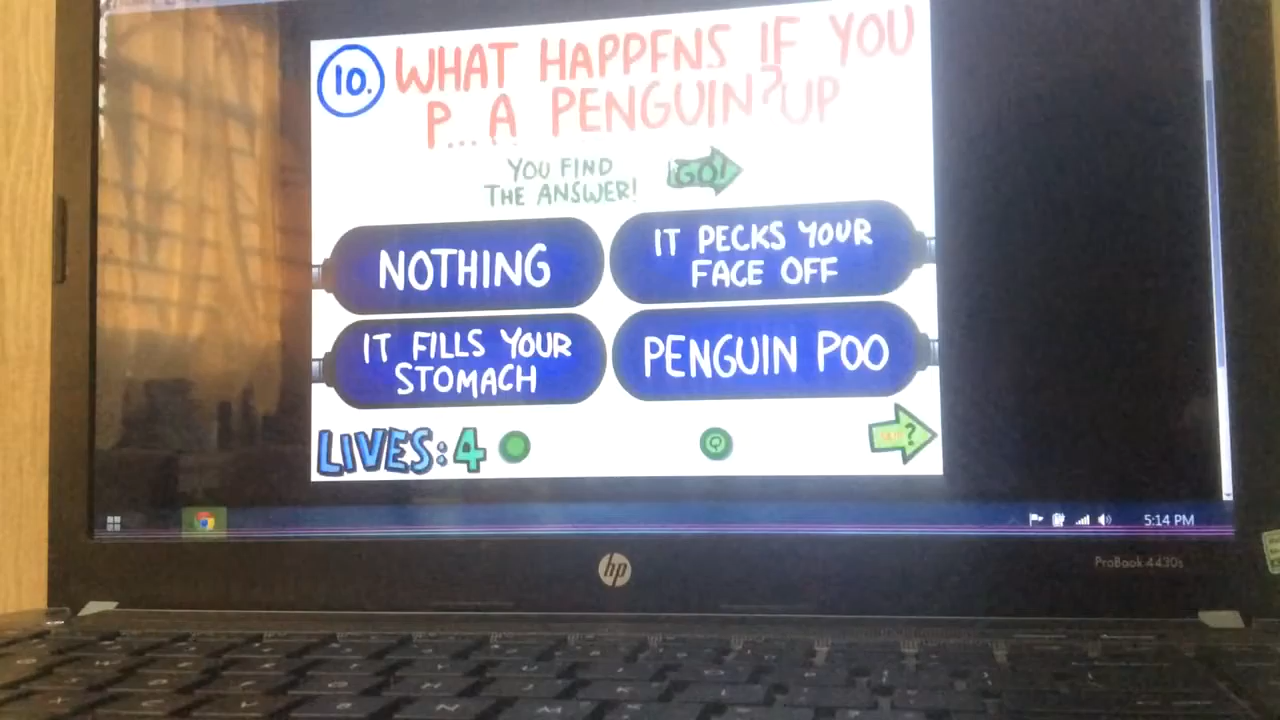 10. WHAT HAPPENS IF YOU
P... A PENGUIN? UP
YOU FIND
THE ANSWER!
GO!
NOTHING
IT PECKS YOUR
FACE OFF
IT FILLS YOUR
STOMACH
PENGUIN POO
LIVES: 4
?
5:14 PM
hp
ProBook 4430s